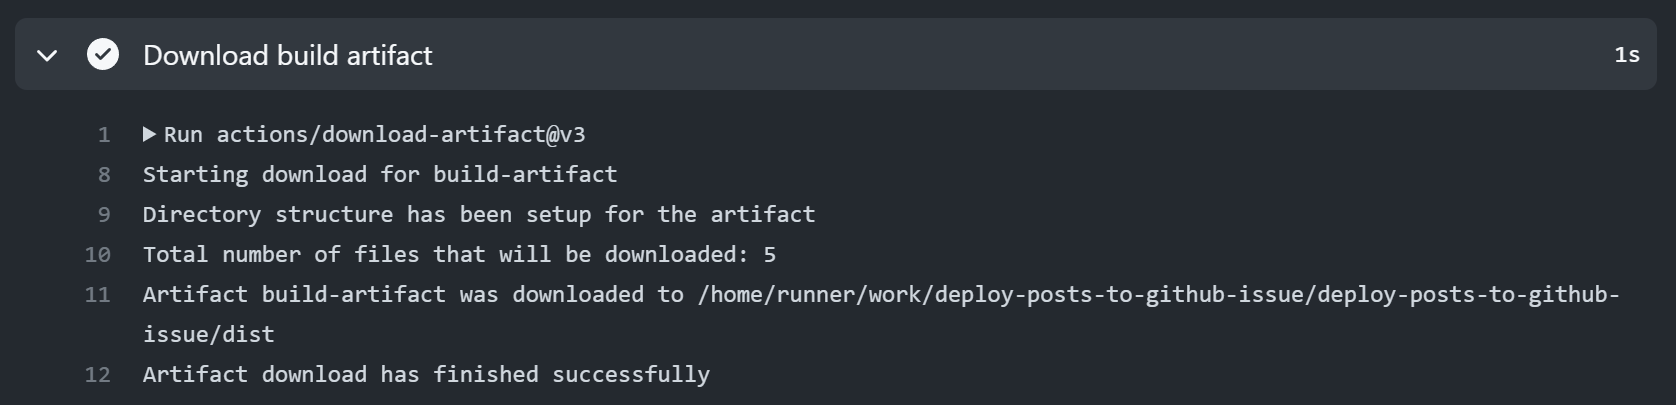 Download build artifact 1s
1 Run actions/download-artifact@v3
8 Starting download for build-artifact
9 Directory structure has been setup for the artifact
10 Total number of files that will be downloaded: 5
11 Artifact build-artifact was downloaded to /home/runner/work/deploy-posts-to-github-issue/deploy-posts-to-github-
issue/dist
12 Artifact download has finished successfully